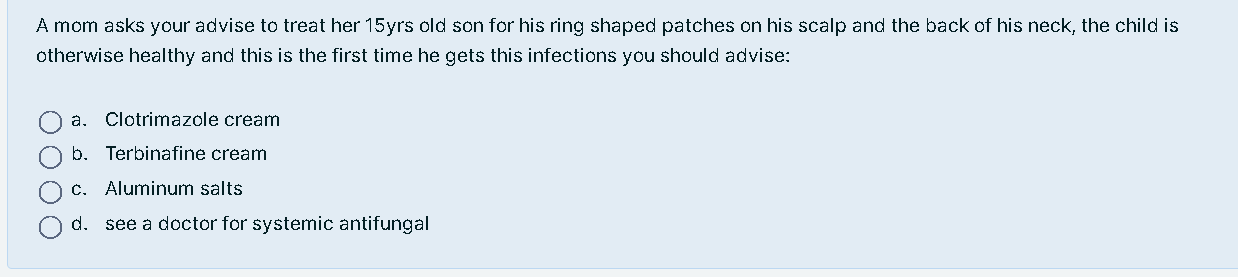 A mom asks your advise to treat her 15yrs old son for his ring shaped patches on his scalp and the back of his neck, the child is
otherwise healthy and this is the first time he gets this infections you should advise:
a. Clotrimazole cream
b. Terbinafine cream
c. Aluminum salts
d. see a doctor for systemic antifungal